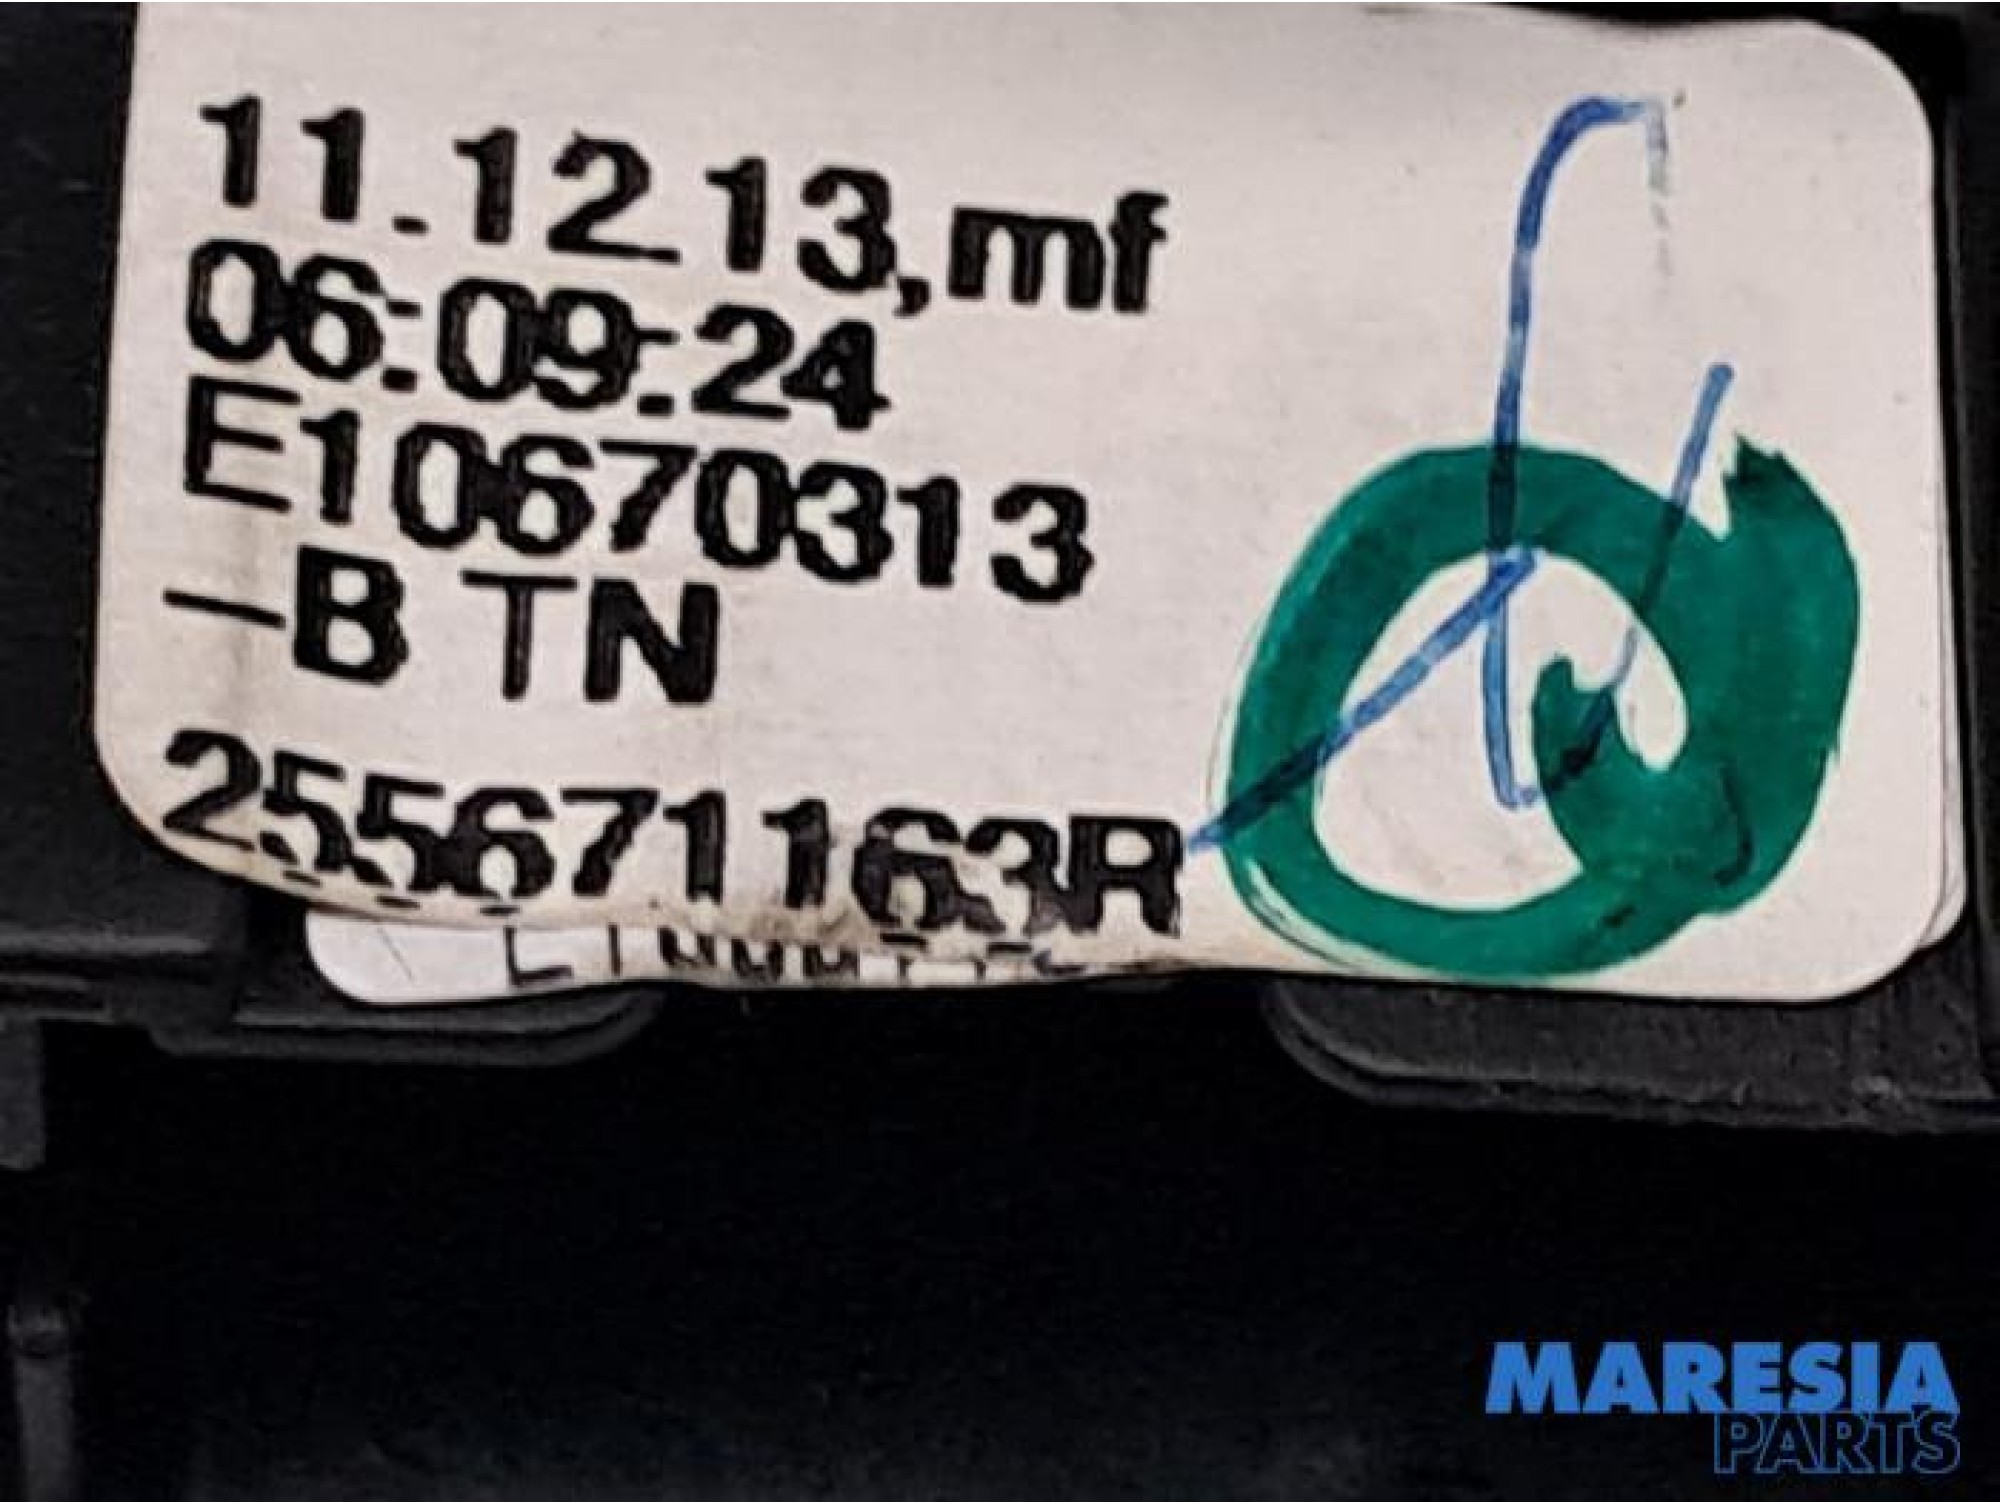 11.12.13,mf
06:09:24
E10670313
-B TN
255671163R
MARESIA
PARTS